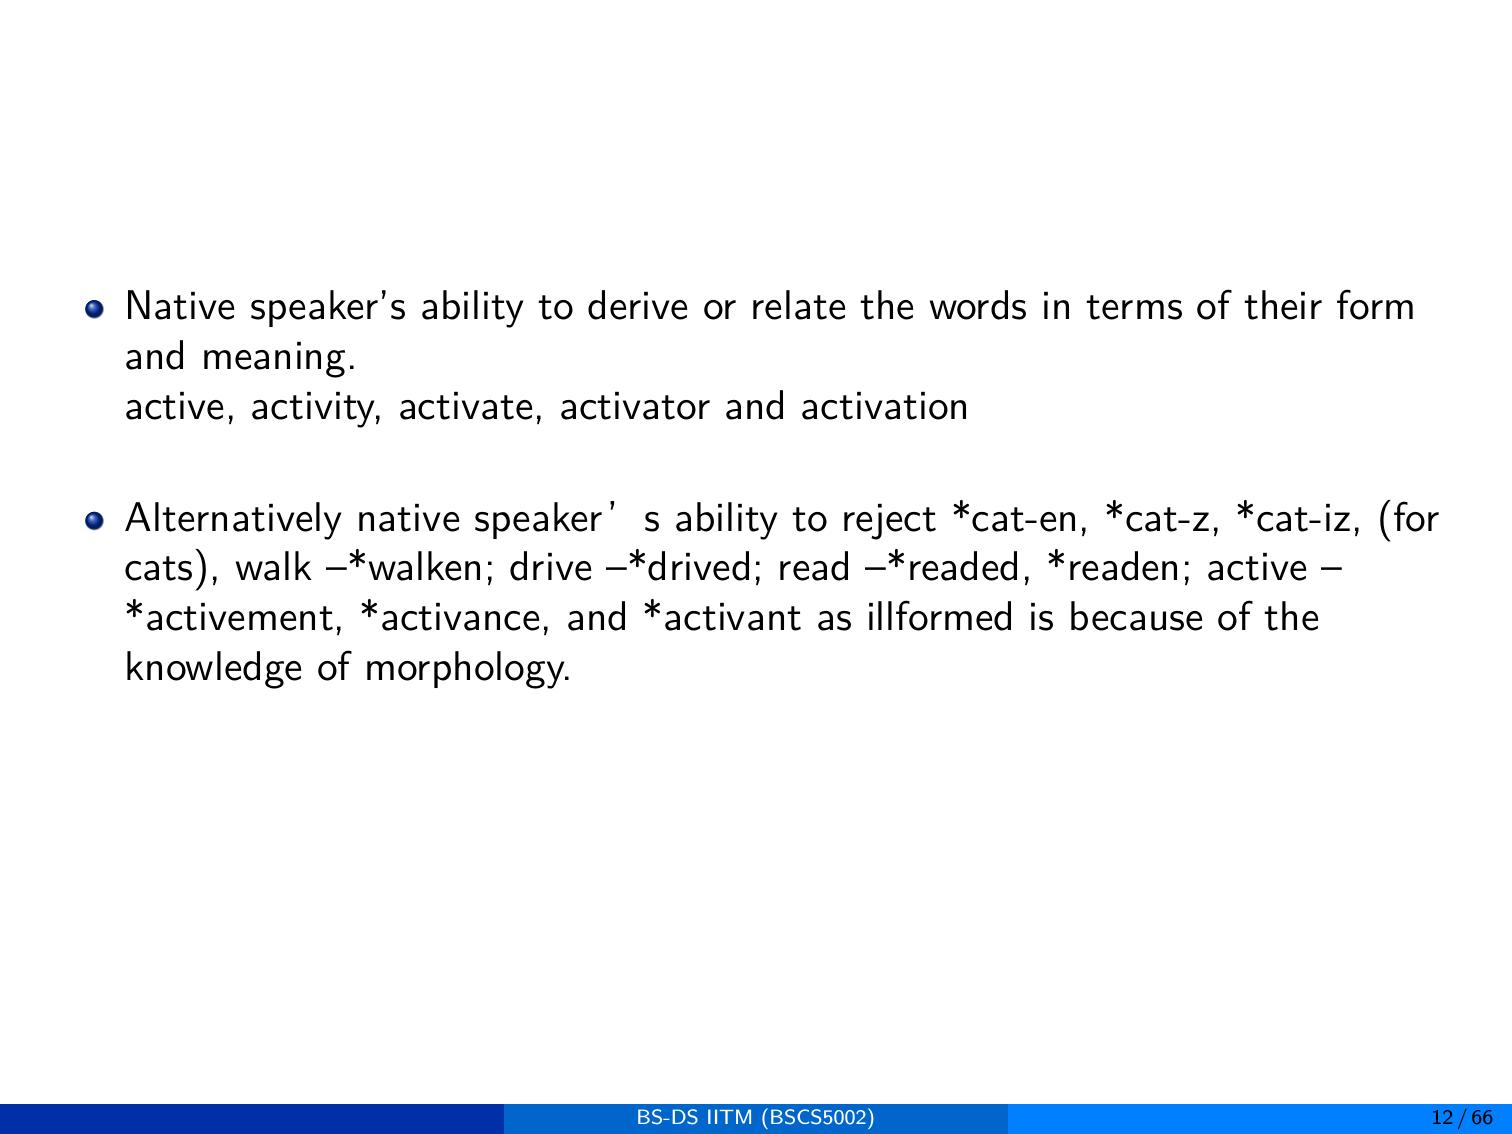 Native speaker's ability to derive or relate the words in terms of their form
and meaning.
active, activity, activate, activator and activation
Alternatively native speaker’ s ability to reject *cat-en, *cat-z, *cat-iz, (for
cats), walk –*walken; drive –*drived; read –*readed, *readen; active –
*activement, *activance, and *activant as illformed is because of the
knowledge of morphology.
BS-DS IITM (BSCS5002)
12 / 66